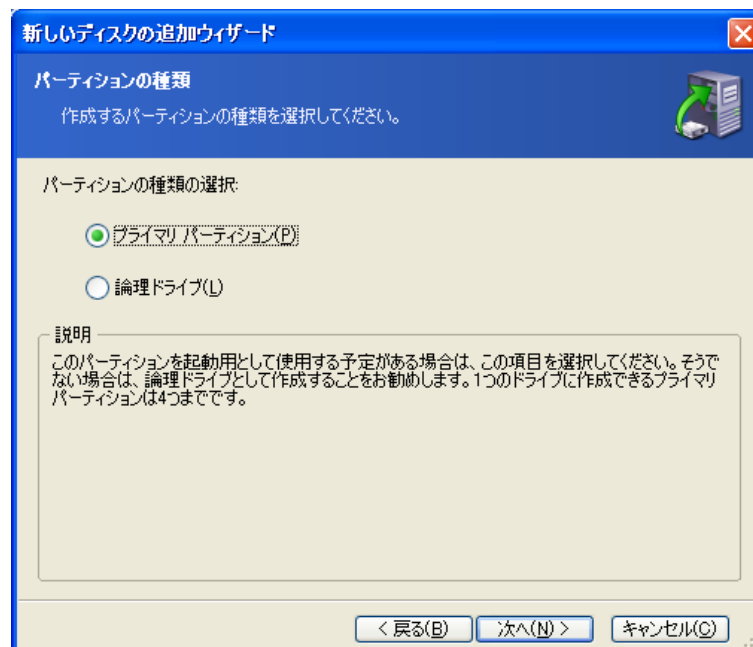 新しいディスクの追加ウィザード
パーティションの種類
作成するパーティションの種類を選択してください。
パーティションの種類の選択:
プライマリ パーティション(P)
論理ドライブ(L)
説明
このパーティションを起動用として使用する予定がある場合は、この項目を選択してください。そうで
ない場合は、論理ドライブとして作成することをお勧めします。1つのドライブに作成できるプライマリ
パーティションは4つまでです。
< 戻る(B) 次へ(N) > キャンセル(C)